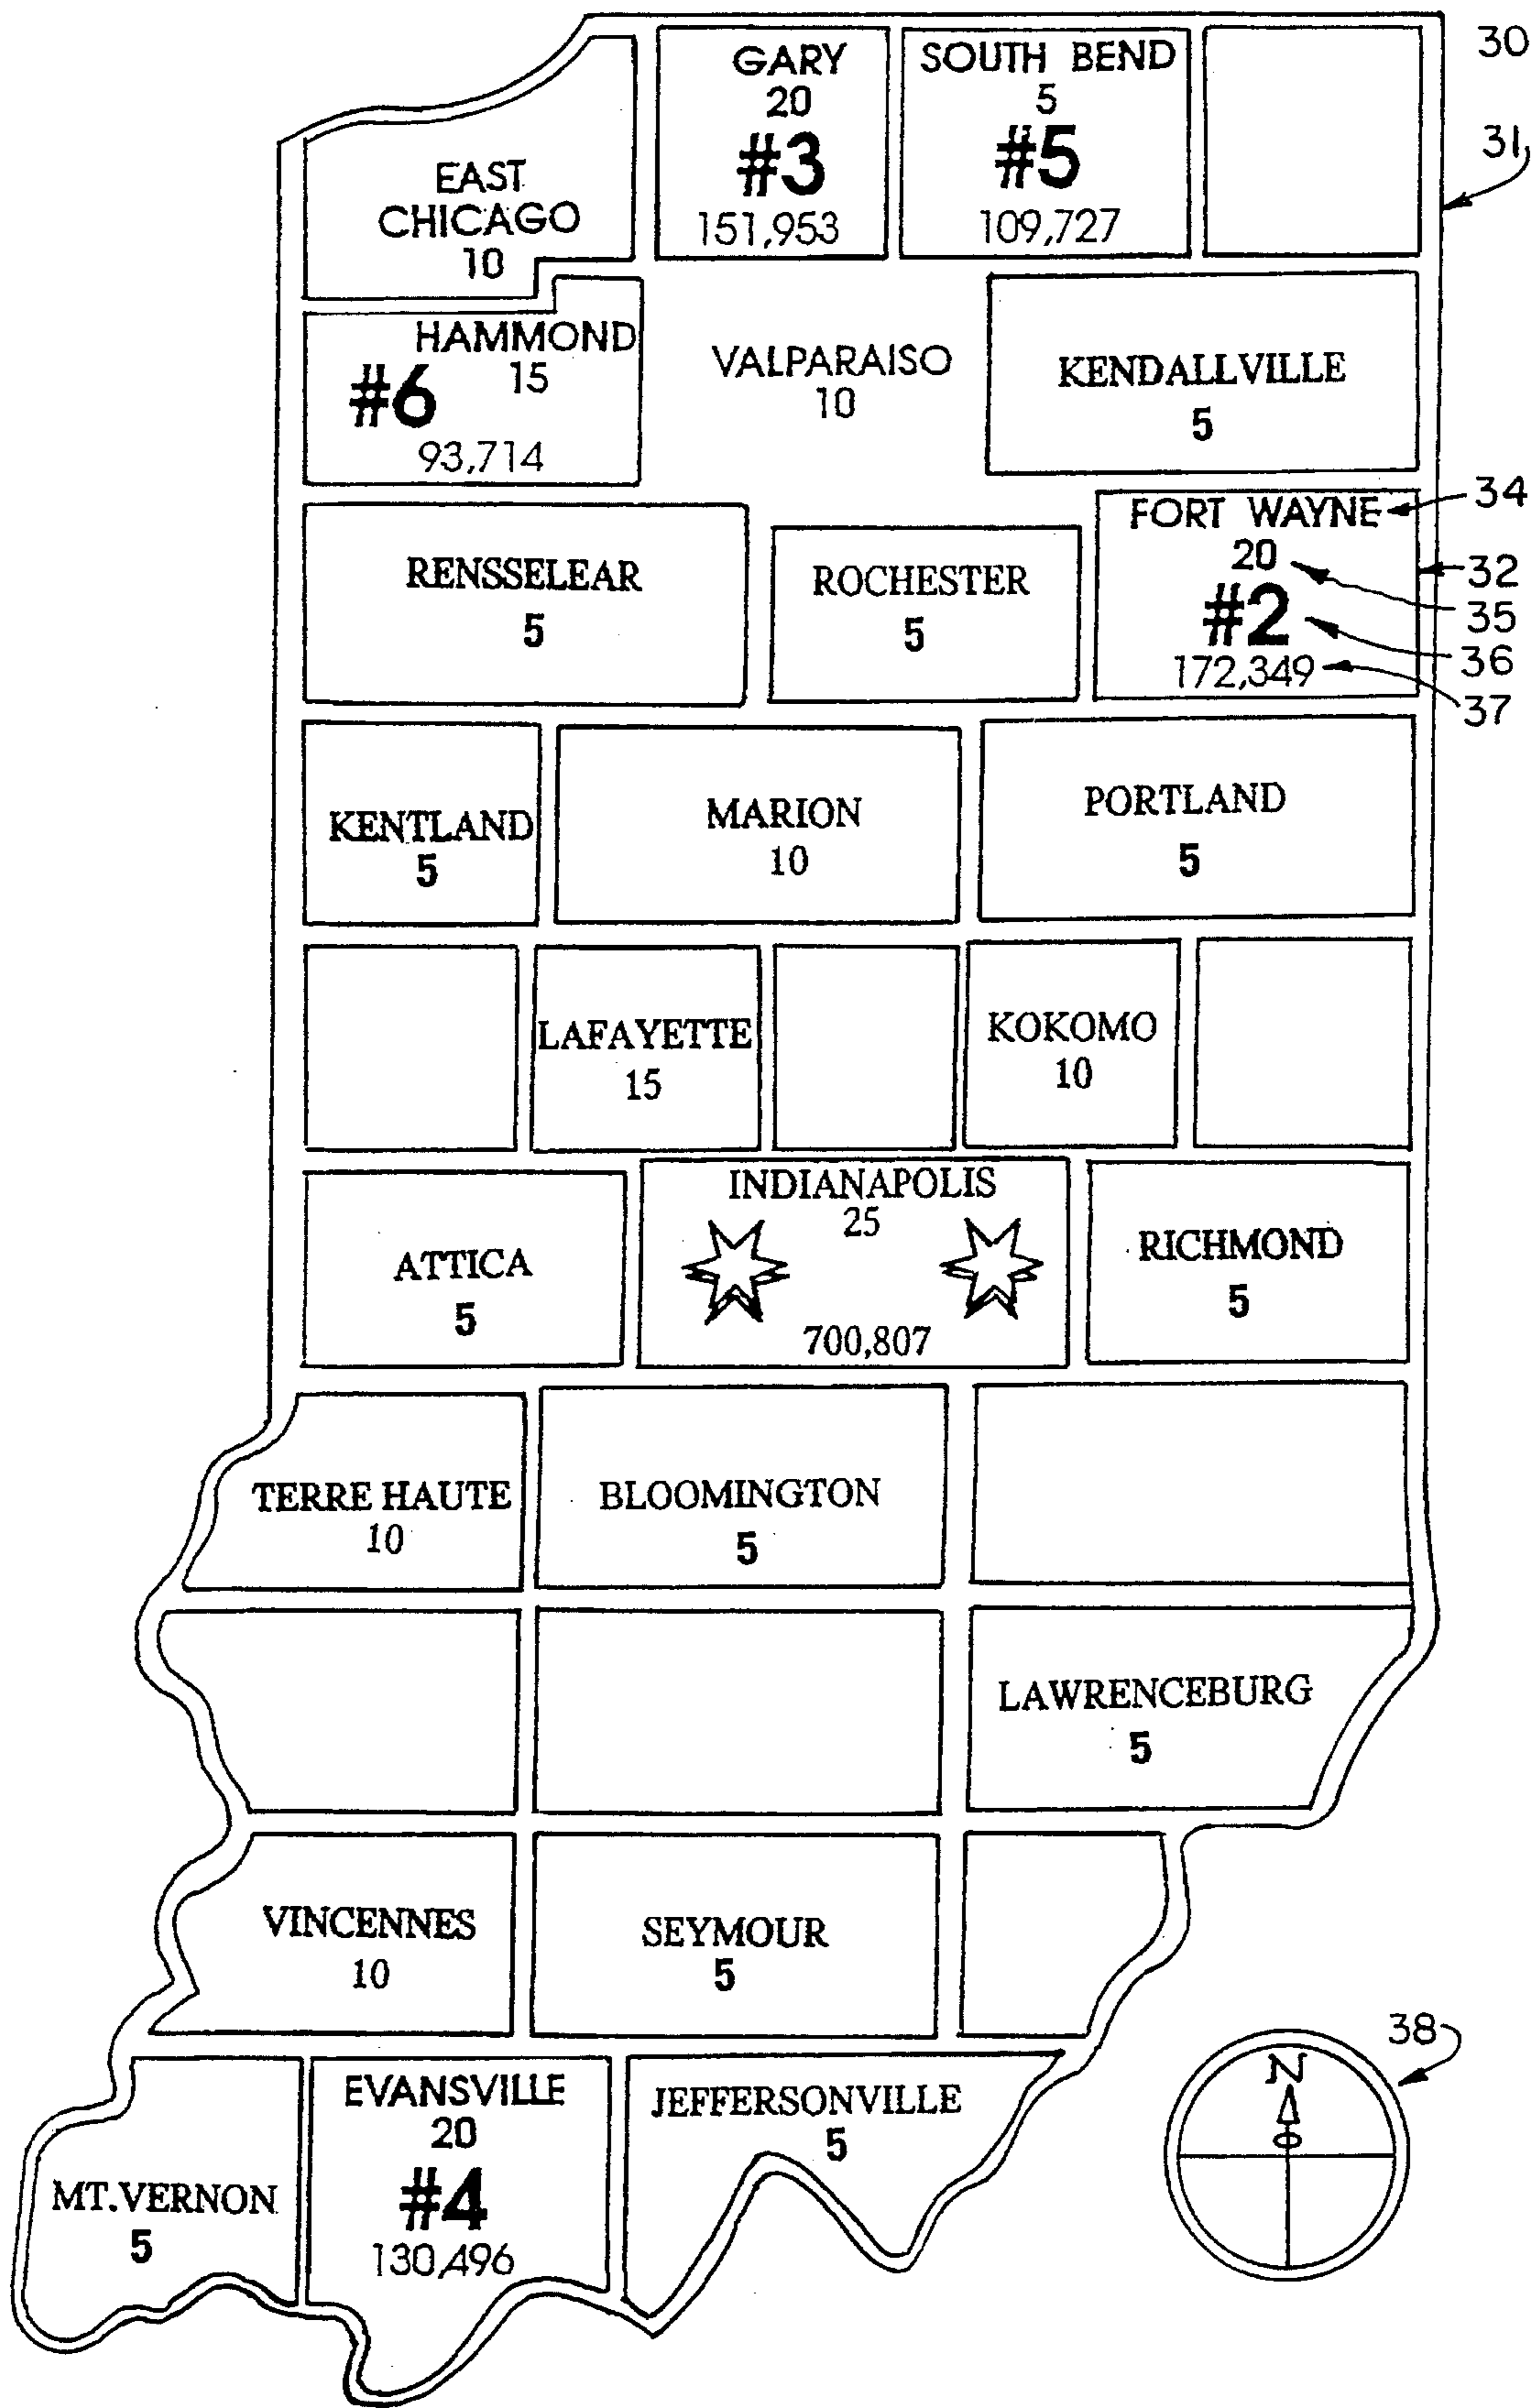 GARY
20
#3
151,953
SOUTH BEND
5
#5
109,727
30
31
EAST
CHICAGO
10
HAMMOND
15
#6
93,714
VALPARAISO
10
KENDALLVILLE
5
RENSSELEAR
5
ROCHESTER
5
FORT WAYNE
20
#2
172,349
34
32
35
36
37
KENTLAND
5
MARION
10
PORTLAND
5
LAFAYETTE
15
KOKOMO
10
ATTICA
5
INDIANAPOLIS
25
700,807
RICHMOND
5
TERRE HAUTE
10
BLOOMINGTON
5
LAWRENCEBURG
5
VINCENNES
10
SEYMOUR
5
MT.VERNON
5
EVANSVILLE
20
#4
130,496
JEFFERSONVILLE
5
38
N